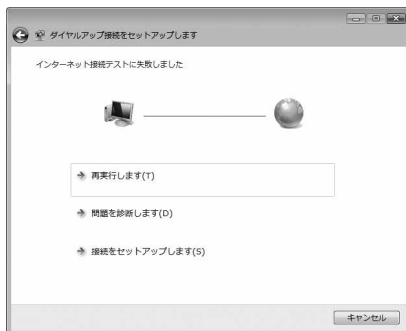 ダイヤルアップ接続をセットアップします
インターネット接続テストに失敗しました
再実行します(T)
問題を診断します(D)
接続をセットアップします(S)
キャンセル